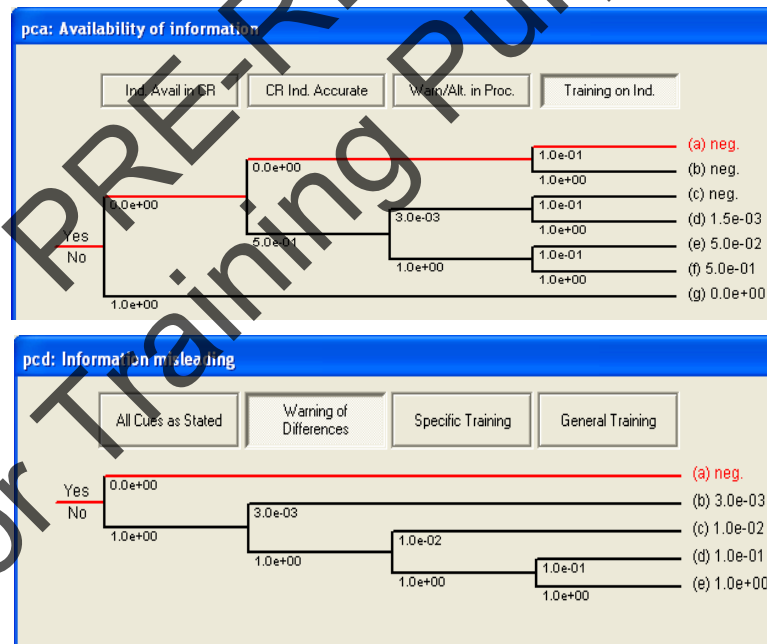 pca: Availability of information
Ind. Avail in CR
CR Ind. Accurate
Warn/Alt. in Proc.
Training on Ind.
Yes
No
0.0e+00
1.0e+00
0.0e+00
5.0e-01
3.0e-03
1.0e+00
1.0e-01
1.0e+00
1.0e-01
1.0e+00
1.0e-01
1.0e+00
(a) neg.
(b) neg.
(c) neg.
(d) 1.5e-03
(e) 5.0e-02
(f) 5.0e-01
(g) 0.0e+00
pcd: Information misleading
All Cues as Stated
Warning of
Differences
Specific Training
General Training
Yes
No
0.0e+00
1.0e+00
3.0e-03
1.0e+00
1.0e-02
1.0e+00
1.0e-01
1.0e+00
(a) neg.
(b) 3.0e-03
(c) 1.0e-02
(d) 1.0e-01
(e) 1.0e+00
Training